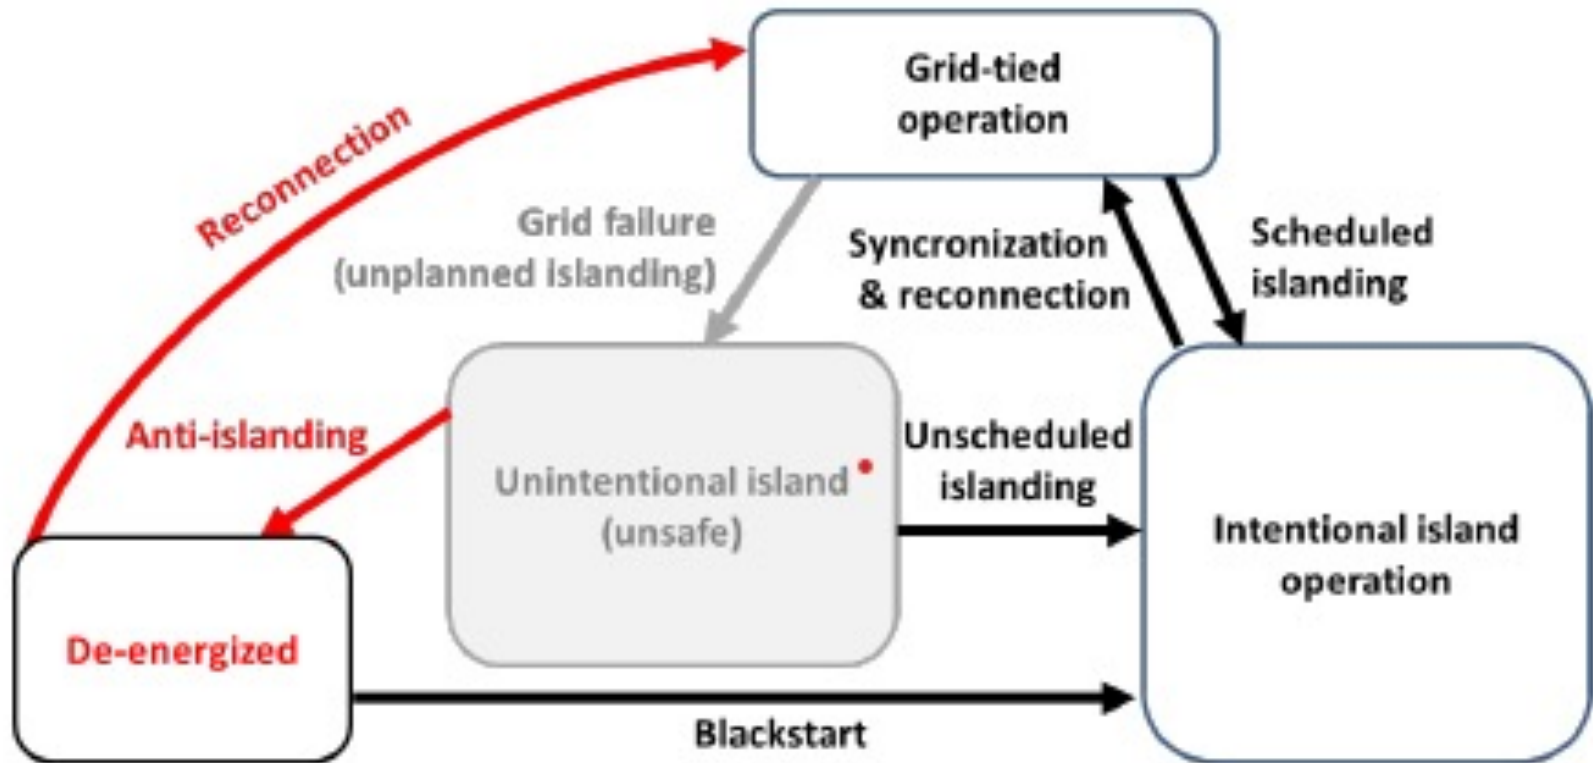 Grid-tied
operation
Reconnection
Grid failure
(unplanned islanding)
Syncronization
& reconnection
Scheduled
islanding
Anti-islanding
Unintentional island
(unsafe)
Unscheduled
islanding
Intentional island
operation
De-energized
Blackstart